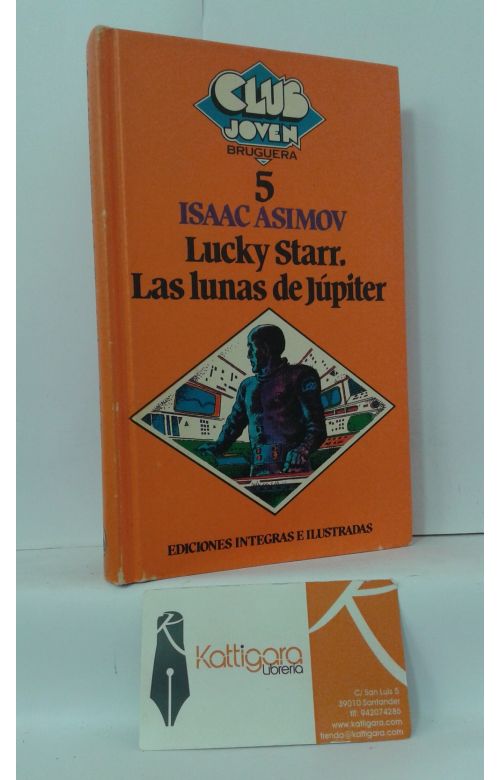 CLUB
JOVEN
BRUGUERA
5
ISAAC ASIMOV
Lucky Starr.
Las lunas de Júpiter
EDICIONES INTEGRAS E ILUSTRADAS
Kattigara
Librería
C/ San Luis 5
39010 Santander
tlf: 942074286
www.kattigara.com
tienda@kattigara.com